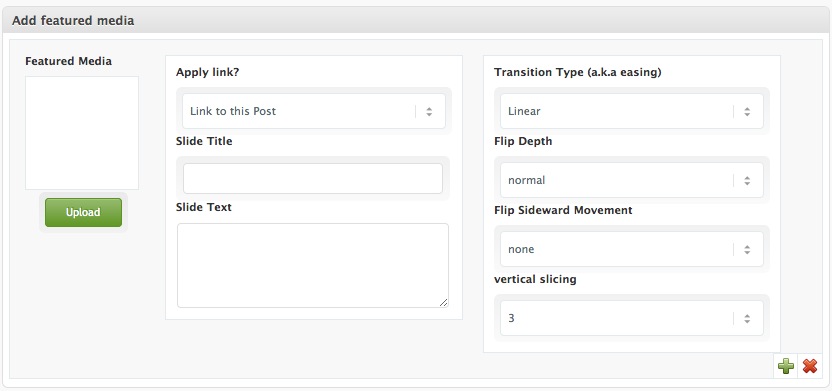 Add featured media
Featured Media
Upload
Apply link?
Link to this Post
Slide Title
Slide Text
Transition Type (a.k.a easing)
Linear
Flip Depth
normal
Flip Sideward Movement
none
vertical slicing
3